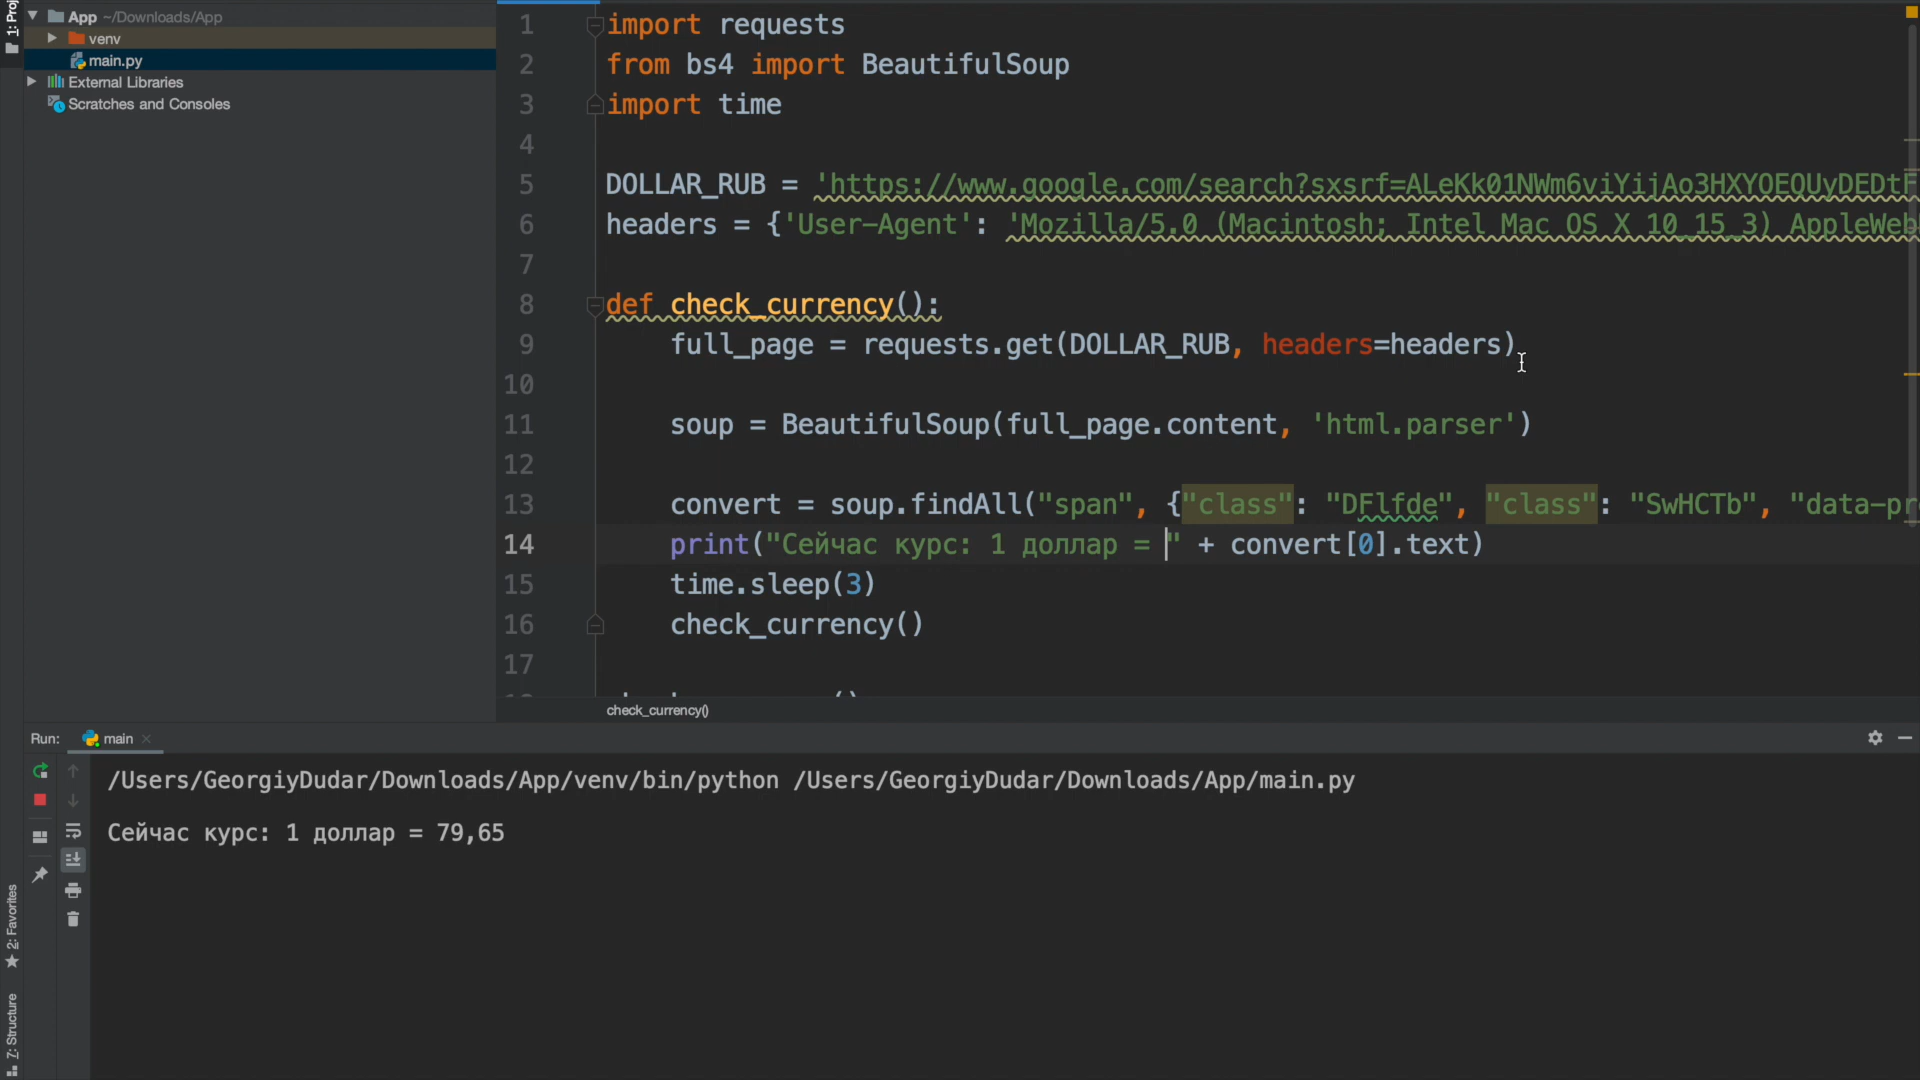 1: Proj
App ~/Downloads/App
venv
main.py
External Libraries
Scratches and Consoles
1 import requests
2 from bs4 import BeautifulSoup
3 import time
4
5 DOLLAR_RUB = 'https://www.google.com/search?sxsrf=ALeKk01NWm6viYijAo3HXYOEQUyDEDtF
6 headers = {'User-Agent': 'Mozilla/5.0 (Macintosh; Intel Mac OS X 10_15_3) AppleWeb
7
8 def check_currency():
9 full_page = requests.get(DOLLAR_RUB, headers=headers)
10
11 soup = BeautifulSoup(full_page.content, 'html.parser')
12
13 convert = soup.findAll("span", {"class": "DFlfde", "class": "SwHCTb", "data-pr
14 print("Сейчас курс: 1 доллар = " + convert[0].text)
15 time.sleep(3)
16 check_currency()
17
check_currency()
Run: main
/Users/GeorgiyDudar/Downloads/App/venv/bin/python /Users/GeorgiyDudar/Downloads/App/main.py
Сейчас курс: 1 доллар = 79,65
2: Favorites
7: Structure